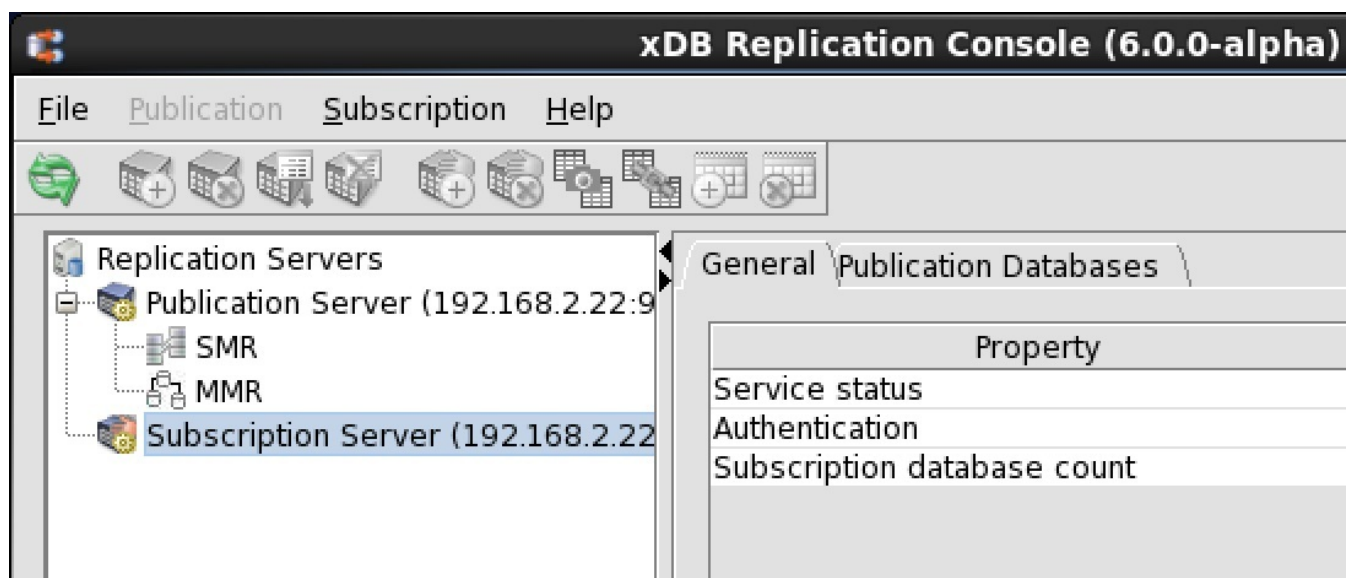 xDB Replication Console (6.0.0-alpha)
File Publication Subscription Help
Replication Servers
Publication Server (192.168.2.22:9
SMR
MMR
Subscription Server (192.168.2.22
General Publication Databases
Property
Service status
Authentication
Subscription database count